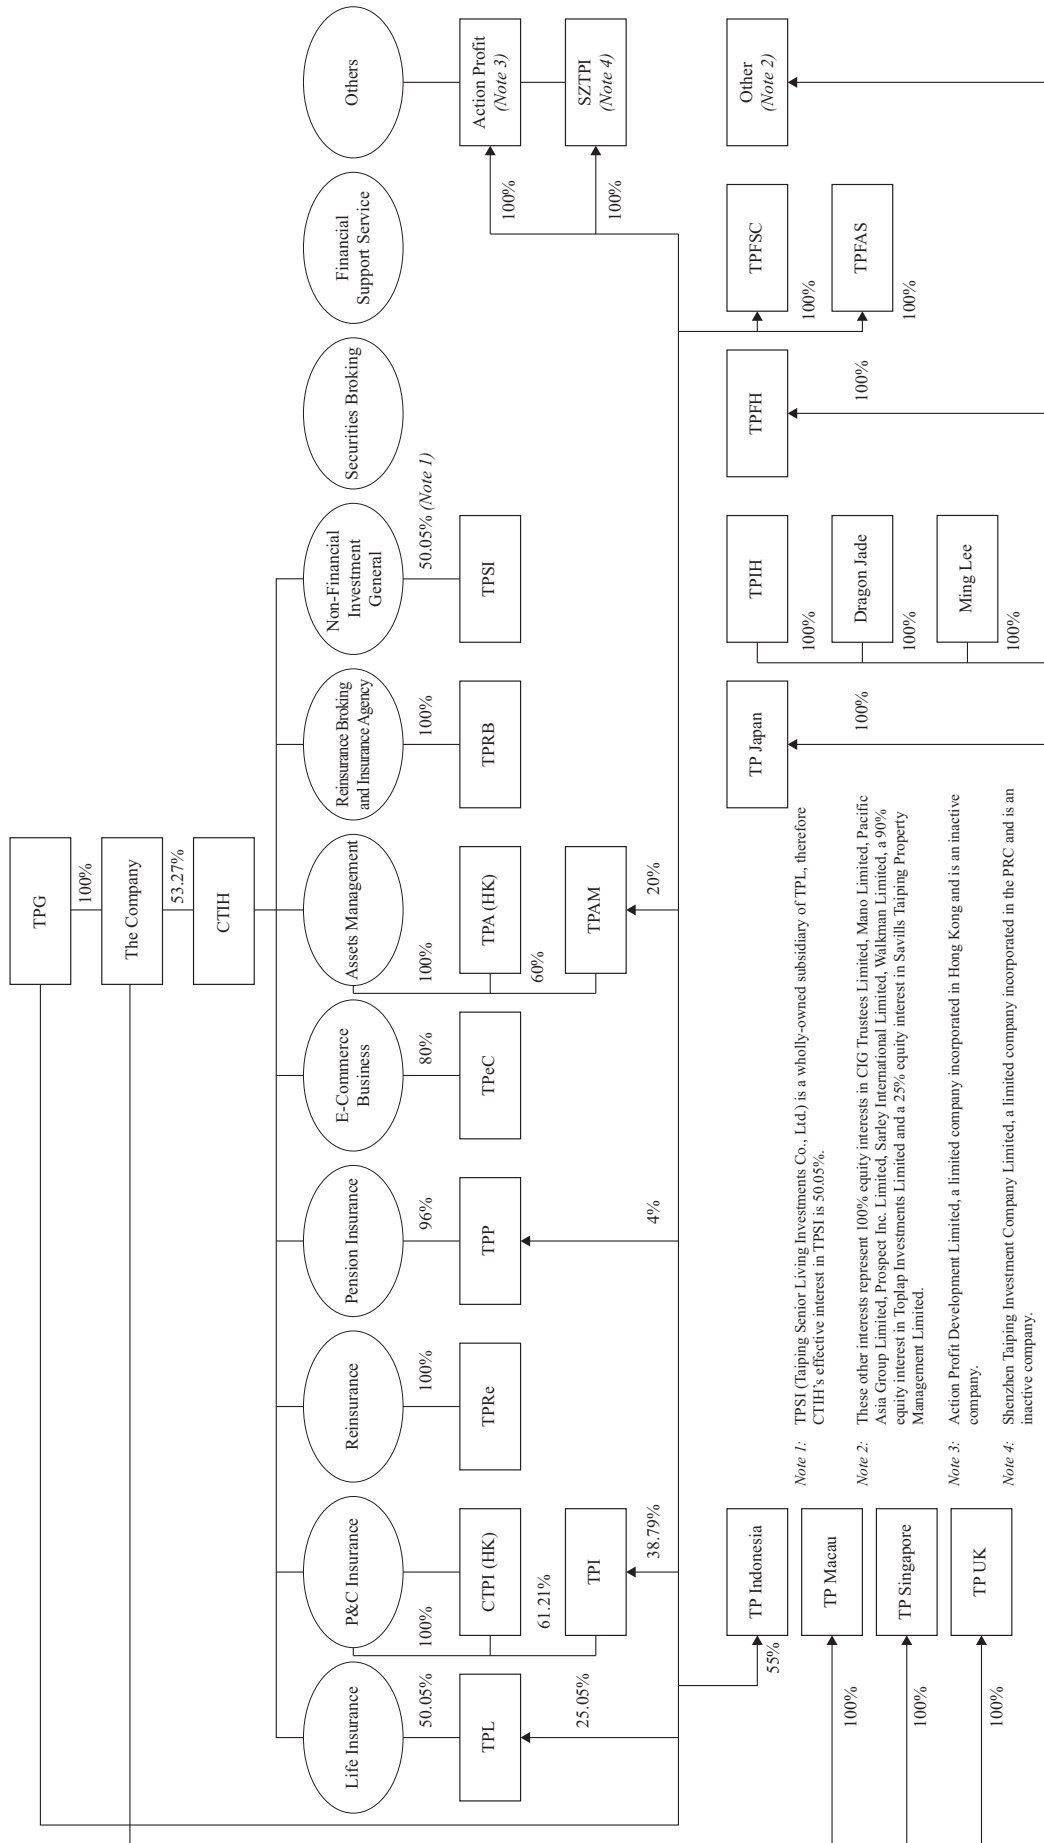 TPG
100%
The Company
53.27%
CTIH
Life Insurance
P&C Insurance
Reinsurance
Pension Insurance
E-Commerce
Business
Assets Management
Reinsurance Broking
and Insurance Agency
Non-Financial
Investment
General
Securities Broking
Financial
Support Service
Others
50.05%
100%
100%
96%
80%
100%
100%
50.05% (Note 1)
TPL
CTPI (HK)
TPRe
TPP
TPeC
TPA (HK)
TPRB
TPSI
Action Profit
(Note 3)
100%
61.21%
60%
25.05%
TPI
TPAM
SZTPI
(Note 4)
100%
38.79%
4%
20%
TP Indonesia
55%
TP Japan
TPIH
100%
TPFH
TPFSC
100%
Other
(Note 2)
TP Macau
100%
100%
Dragon Jade
100%
100%
TPFAS
100%
TP Singapore
100%
Ming Lee
100%
TP UK
100%
Note 1: TPSI (Taiping Senior Living Investments Co., Ltd.) is a wholly-owned subsidiary of TPL, therefore
CTIH's effective interest in TPSI is 50.05%.
Note 2: These other interests represent 100% equity interests in CIG Trustees Limited, Mano Limited, Pacific
Asia Group Limited, Prospect Inc. Limited, Sarley International Limited, Walkman Limited, a 90%
equity interest in Toplap Investments Limited and a 25% equity interest in Savills Taiping Property
Management Limited.
Note 3: Action Profit Development Limited, a limited company incorporated in Hong Kong and is an inactive
company.
Note 4: Shenzhen Taiping Investment Company Limited, a limited company incorporated in the PRC and is an
inactive company.